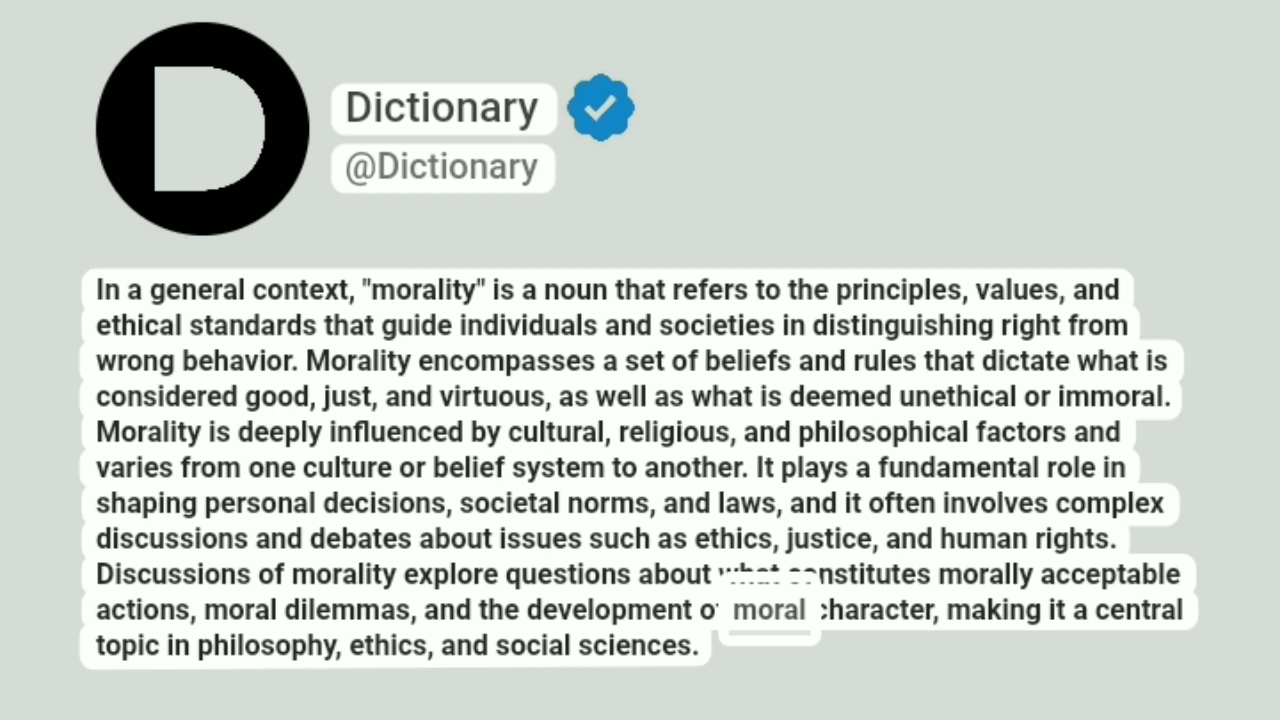 D
Dictionary
@Dictionary
In a general context, "morality" is a noun that refers to the principles, values, and
ethical standards that guide individuals and societies in distinguishing right from
wrong behavior. Morality encompasses a set of beliefs and rules that dictate what is
considered good, just, and virtuous, as well as what is deemed unethical or immoral.
Morality is deeply influenced by cultural, religious, and philosophical factors and
varies from one culture or belief system to another. It plays a fundamental role in
shaping personal decisions, societal norms, and laws, and it often involves complex
discussions and debates about issues such as ethics, justice, and human rights.
Discussions of morality explore questions about what constitutes morally acceptable
actions, moral dilemmas, and the development of moral character, making it a central
topic in philosophy, ethics, and social sciences.